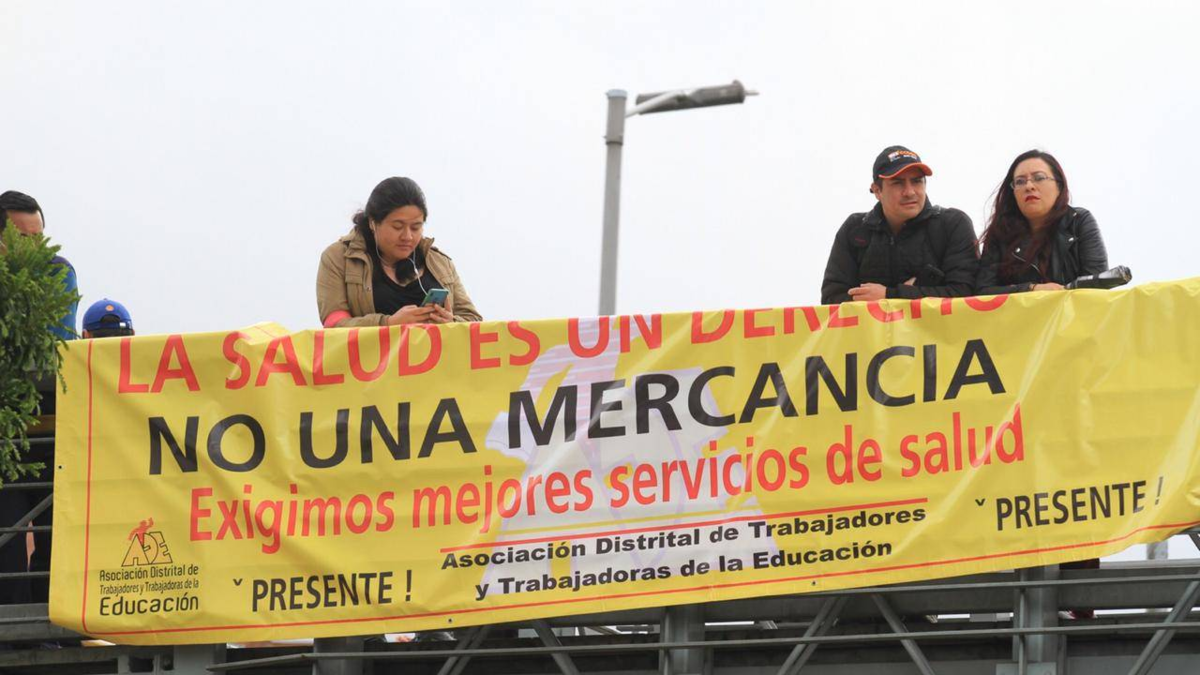 LA SALUD ES UN DERECHO
NO UNA MERCANCIA
Exigimos mejores servicios de salud
Asociación Distrital de Trabajadores
y Trabajadoras de la Educación
ˇ PRESENTE !
ˇ PRESENTE !
ADE
Asociación Distrital de
Trabajadores y Trabajadoras de la
Educación